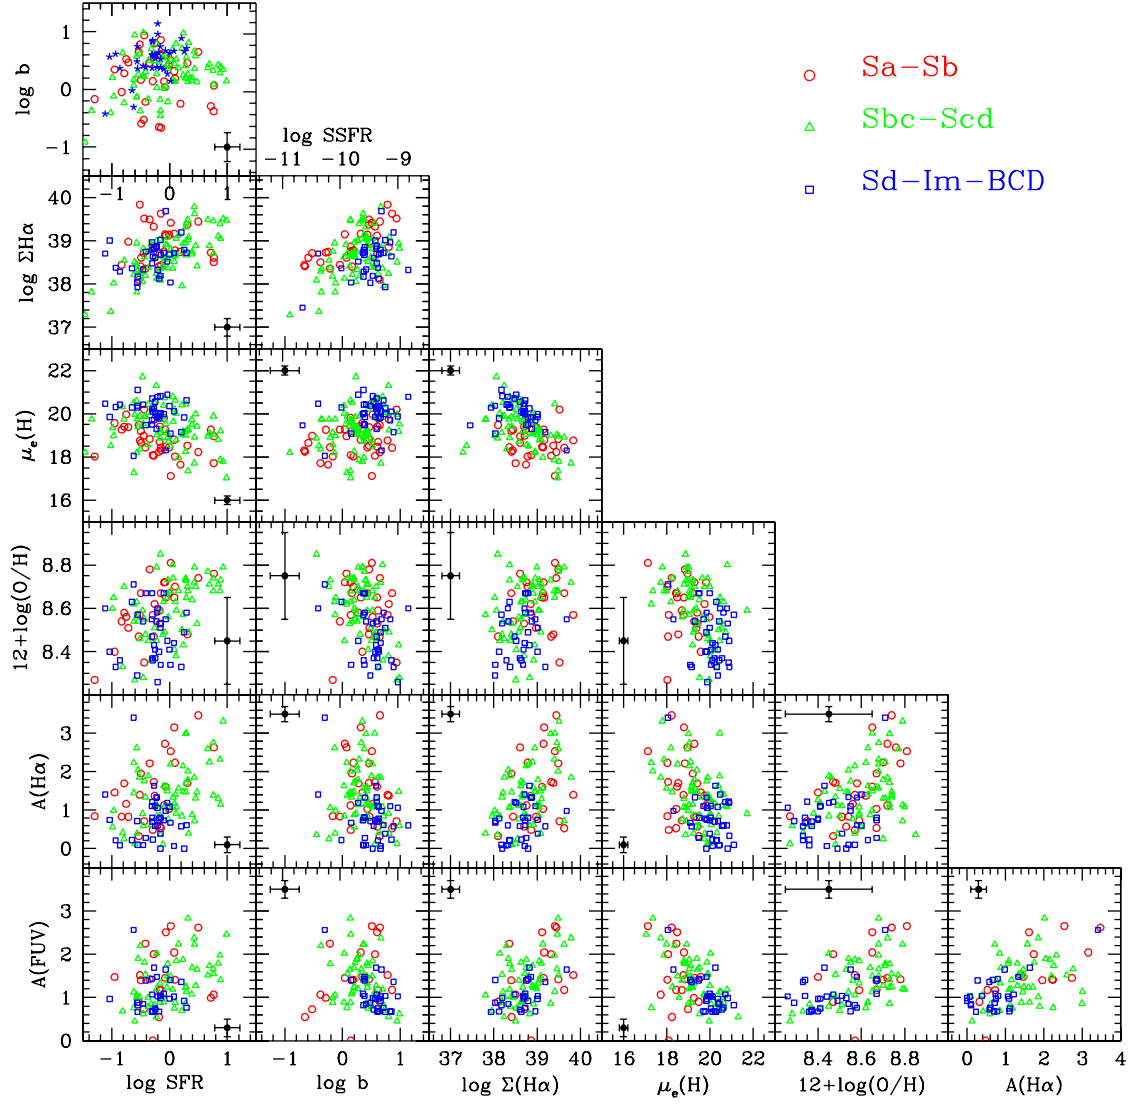 1
0
−1
log b
Sa−Sb
Sbc−Scd
Sd−Im−BCD
log SSFR
−11 −10 −9
−1 0 1
40
39
38
37
log ΣHα
22
20
18
16
μe(H)
8.8
8.6
8.4
12+log(O/H)
3
2
1
0
A(Hα)
3
2
1
0
A(FUV)
−1 0 1 −1 0 1 37 38 39 40 16 18 20 22 8.4 8.6 8.8 0 1 2 3 4
log SFR log b log Σ(Hα) μe(H) 12+log(O/H) A(Hα)